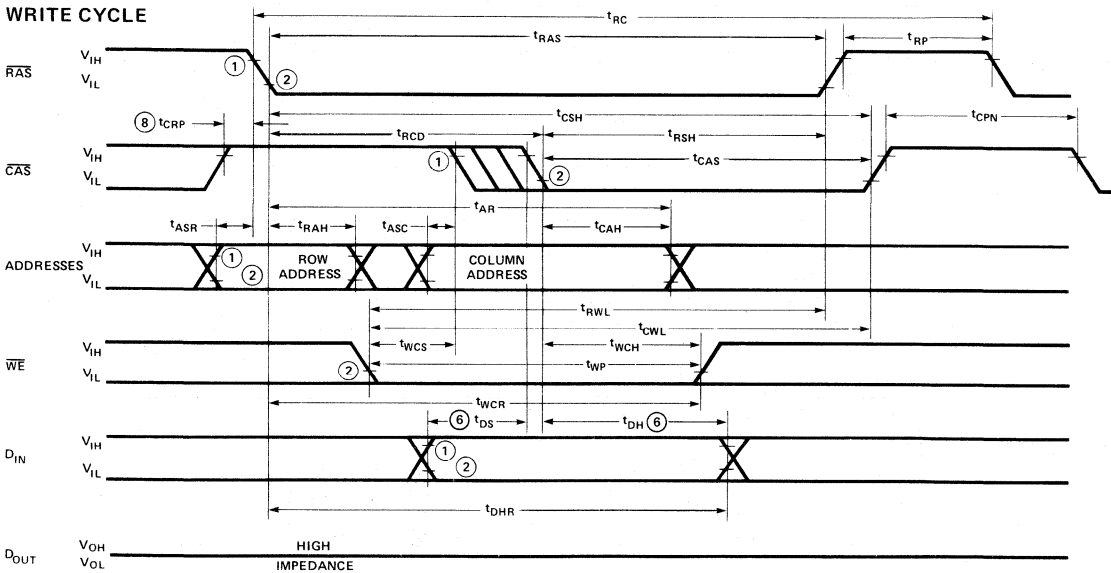 WRITE CYCLE
tRC
tRAS
tRP
RAS
VIH
VIL
1
2
8 tCRP
tCSH
tRCD
tRSH
tCPN
CAS
VIH
VIL
1
2
tCAS
tAR
tASR
tRAH
tASC
tCAH
ADDRESSES
VIH
VIL
1
2
ROW
ADDRESS
COLUMN
ADDRESS
tRWL
tCWL
WE
VIH
VIL
2
tWCS
tWCH
tWP
tWCR
6 tDS
tDH 6
DIN
VIH
VIL
1
2
tDHR
DOUT
VOH
VOL
HIGH
IMPEDANCE